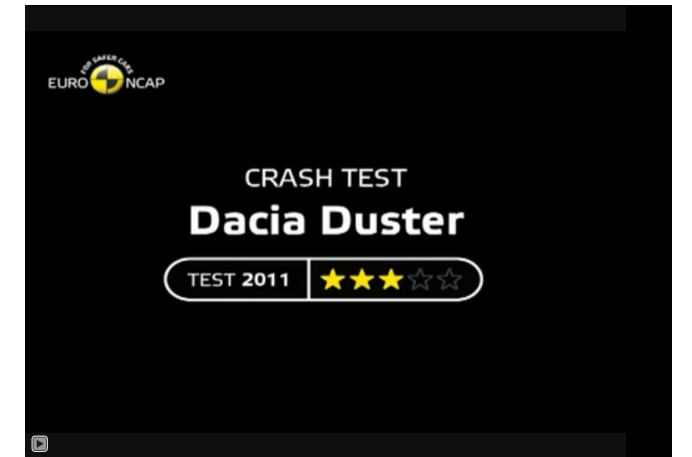 FOR SAFER CARS
EURO NCAP
CRASH TEST
Dacia Duster
TEST 2011